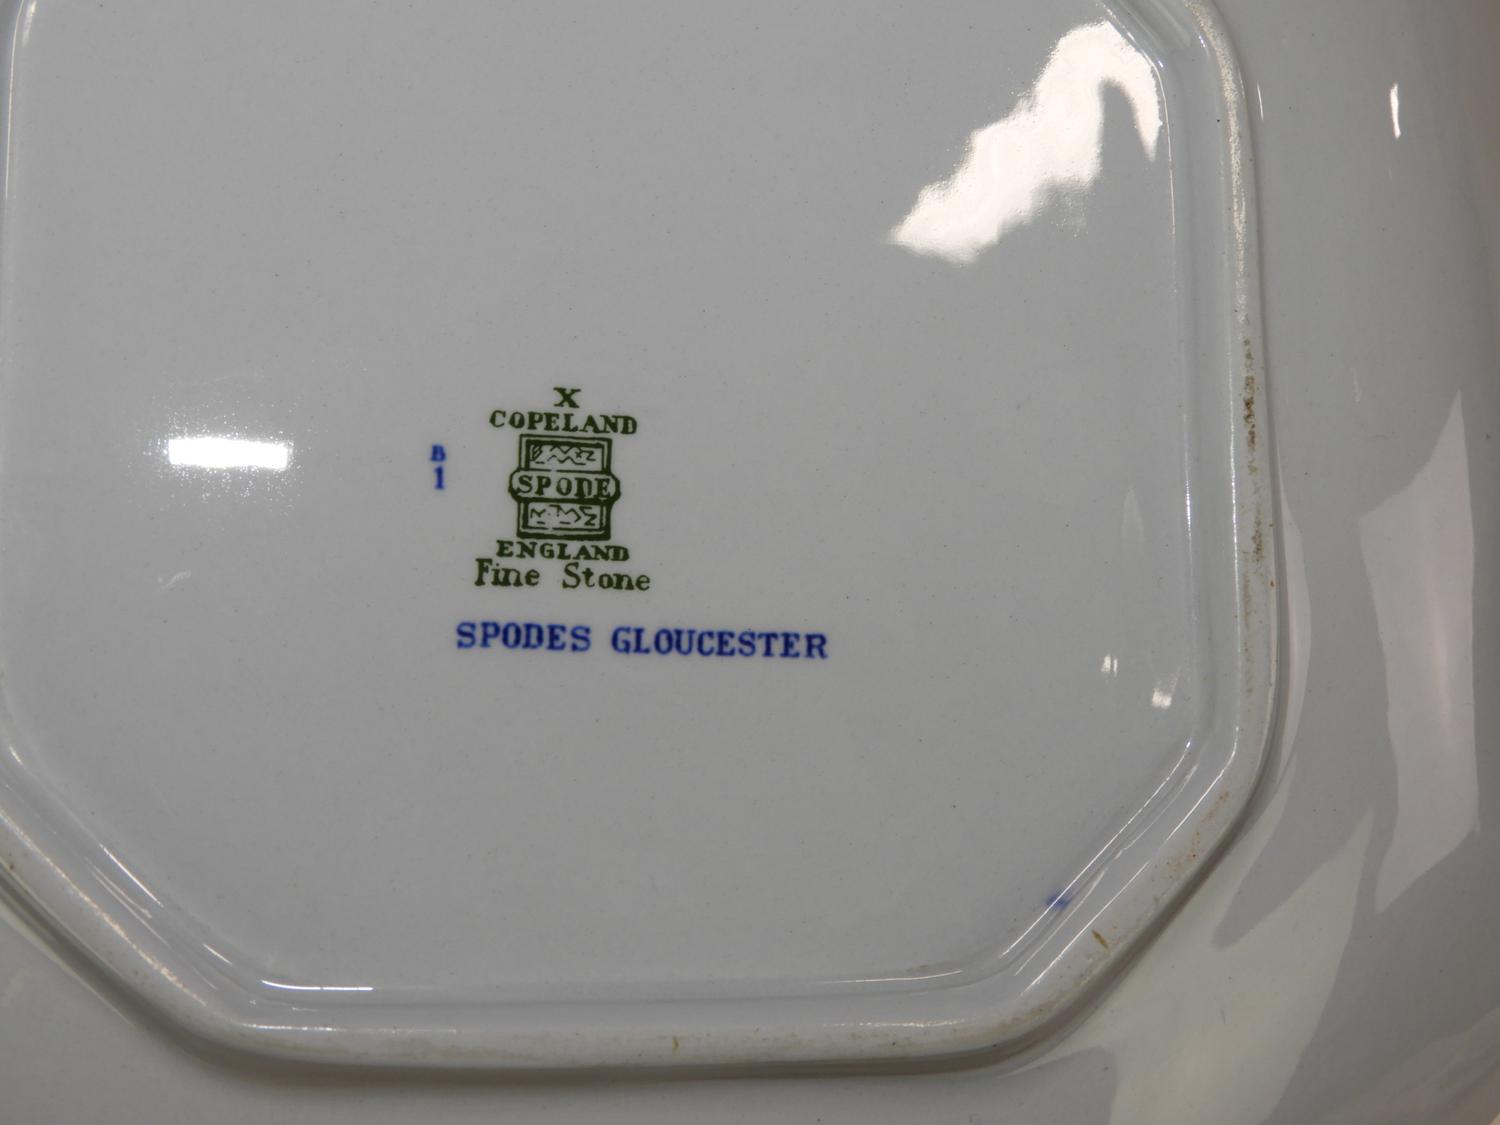 X
COPELAND
SPODE
ENGLAND
Fine Stone
B
1
SPODES GLOUCESTER